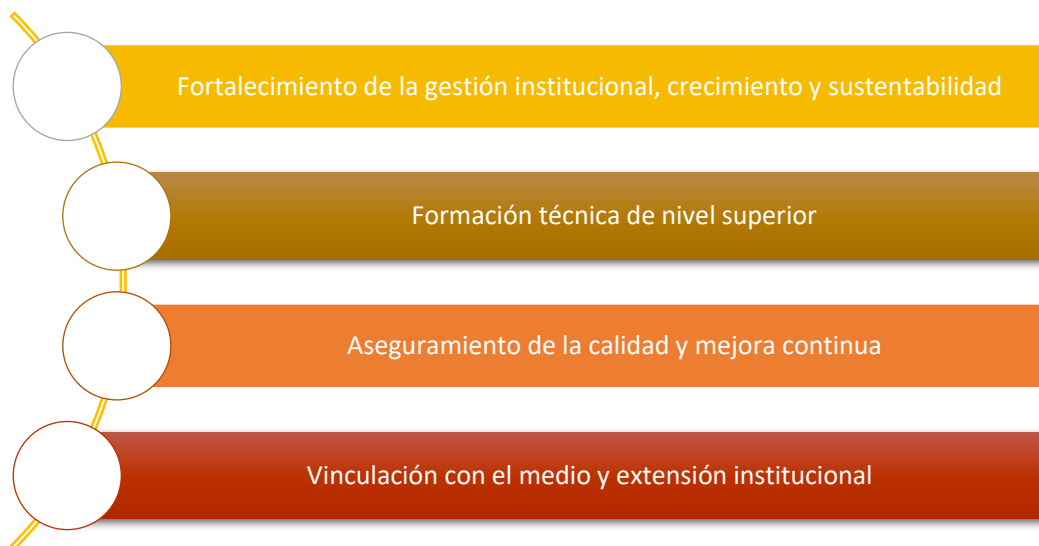 Fortalecimiento de la gestión institucional, crecimiento y sustentabilidad
Formación técnica de nivel superior
Aseguramiento de la calidad y mejora continua
Vinculación con el medio y extensión institucional